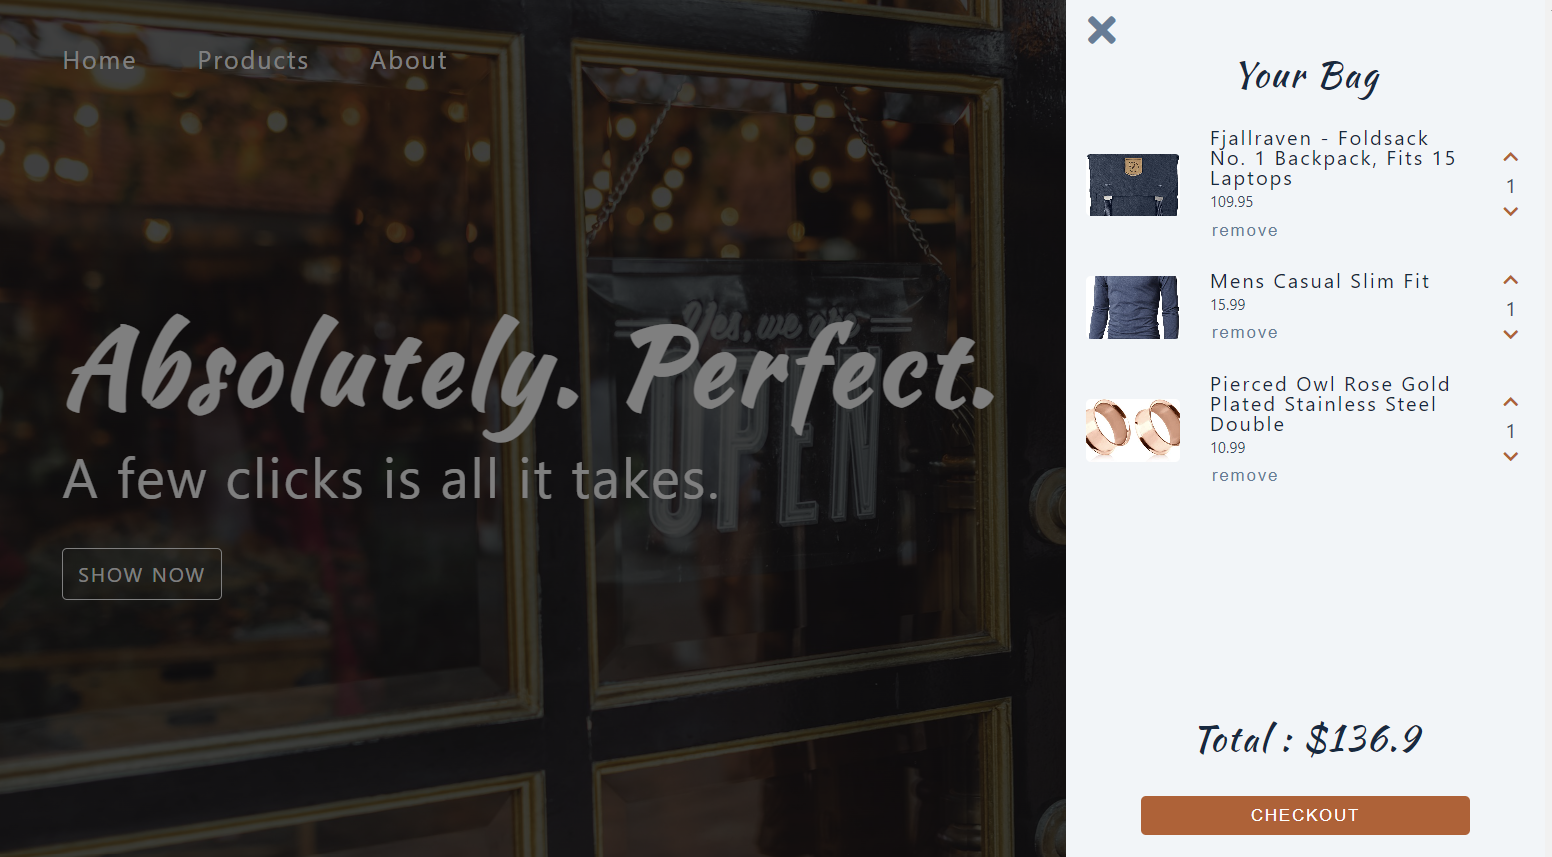 Home Products About
Absolutely. Perfect.
A few clicks is all it takes.
SHOW NOW
Yes, we are
OPEN
Your Bag
Fjallraven - Foldsack
No. 1 Backpack, Fits 15
Laptops
109.95
remove
1
Mens Casual Slim Fit
15.99
remove
1
Pierced Owl Rose Gold
Plated Stainless Steel
Double
10.99
remove
1
Total : $136.9
CHECKOUT